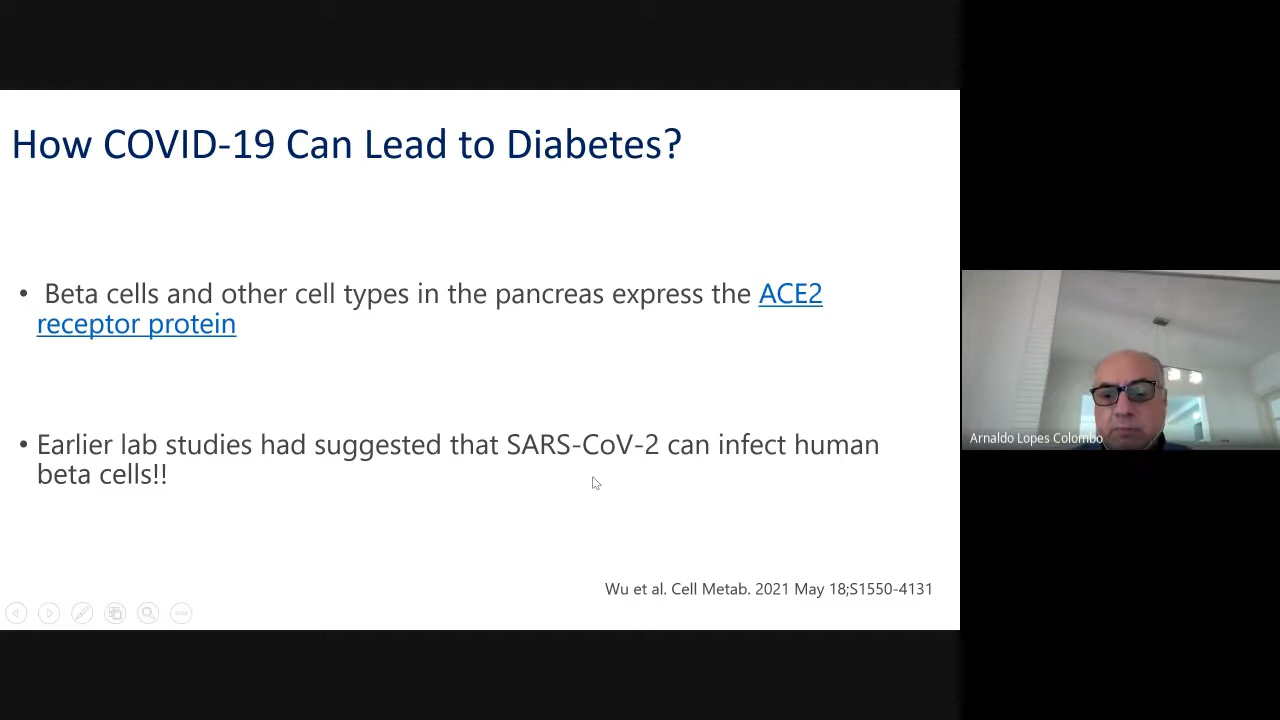 How COVID-19 Can Lead to Diabetes?
• Beta cells and other cell types in the pancreas express the ACE2
receptor protein
• Earlier lab studies had suggested that SARS-CoV-2 can infect human
beta cells!!
Wu et al. Cell Metab. 2021 May 18;S1550-4131
Arnaldo Lopes Colombo